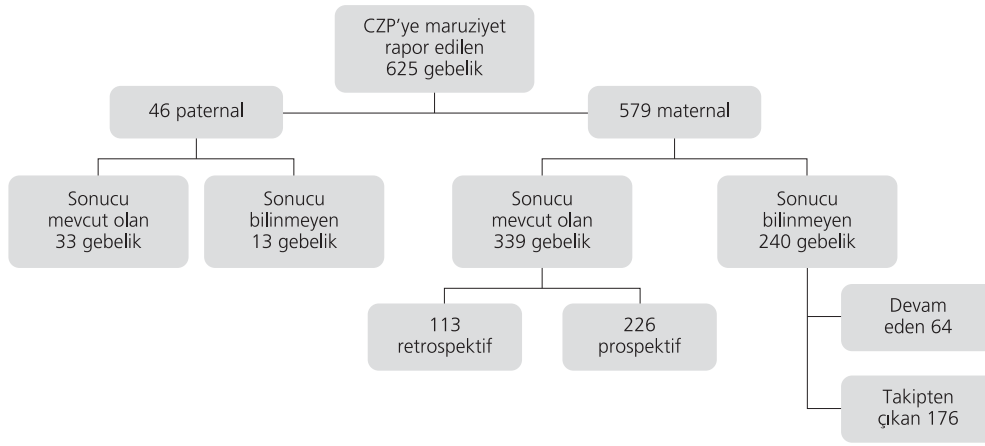 CZP'ye maruziyet
rapor edilen
625 gebelik
46 paternal
579 maternal
Sonucu
mevcut olan
33 gebelik
Sonucu
bilinmeyen
13 gebelik
Sonucu
mevcut olan
339 gebelik
Sonucu
bilinmeyen
240 gebelik
113
retrospektif
226
prospektif
Devam
eden 64
Takipten
çıkan 176